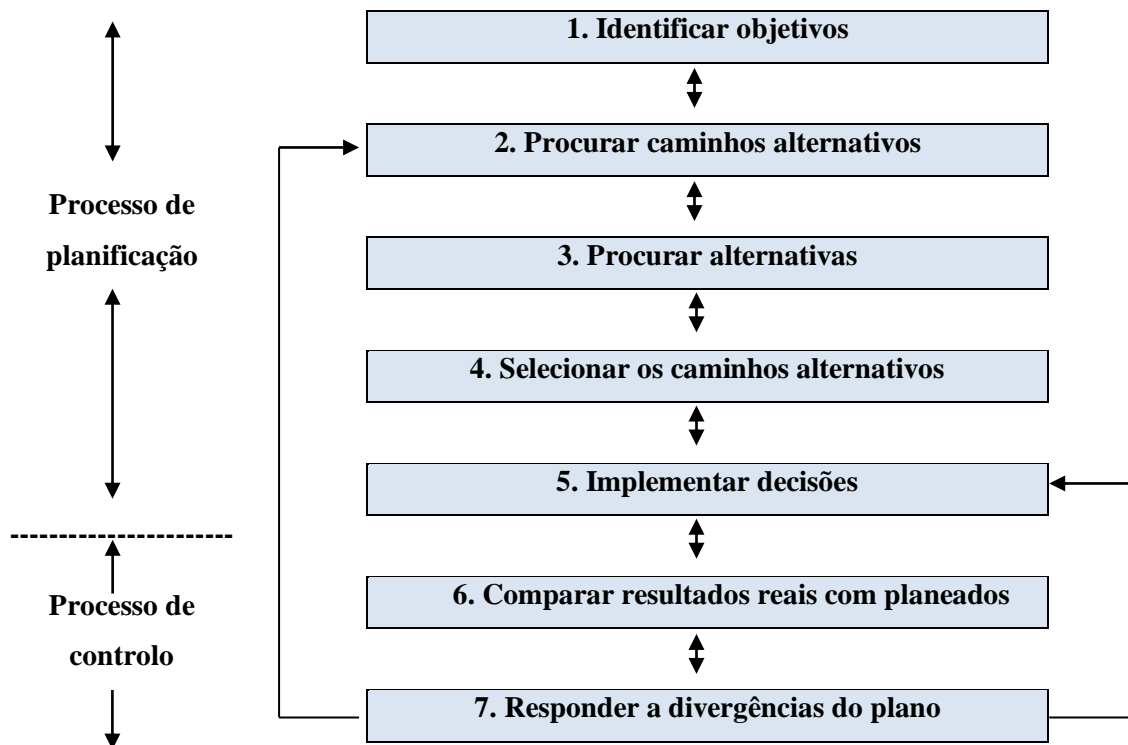 1. Identificar objetivos
2. Procurar caminhos alternativos
Processo de
planificação
3. Procurar alternativas
4. Selecionar os caminhos alternativos
5. Implementar decisões
Processo de
controlo
6. Comparar resultados reais com planeados
7. Responder a divergências do plano